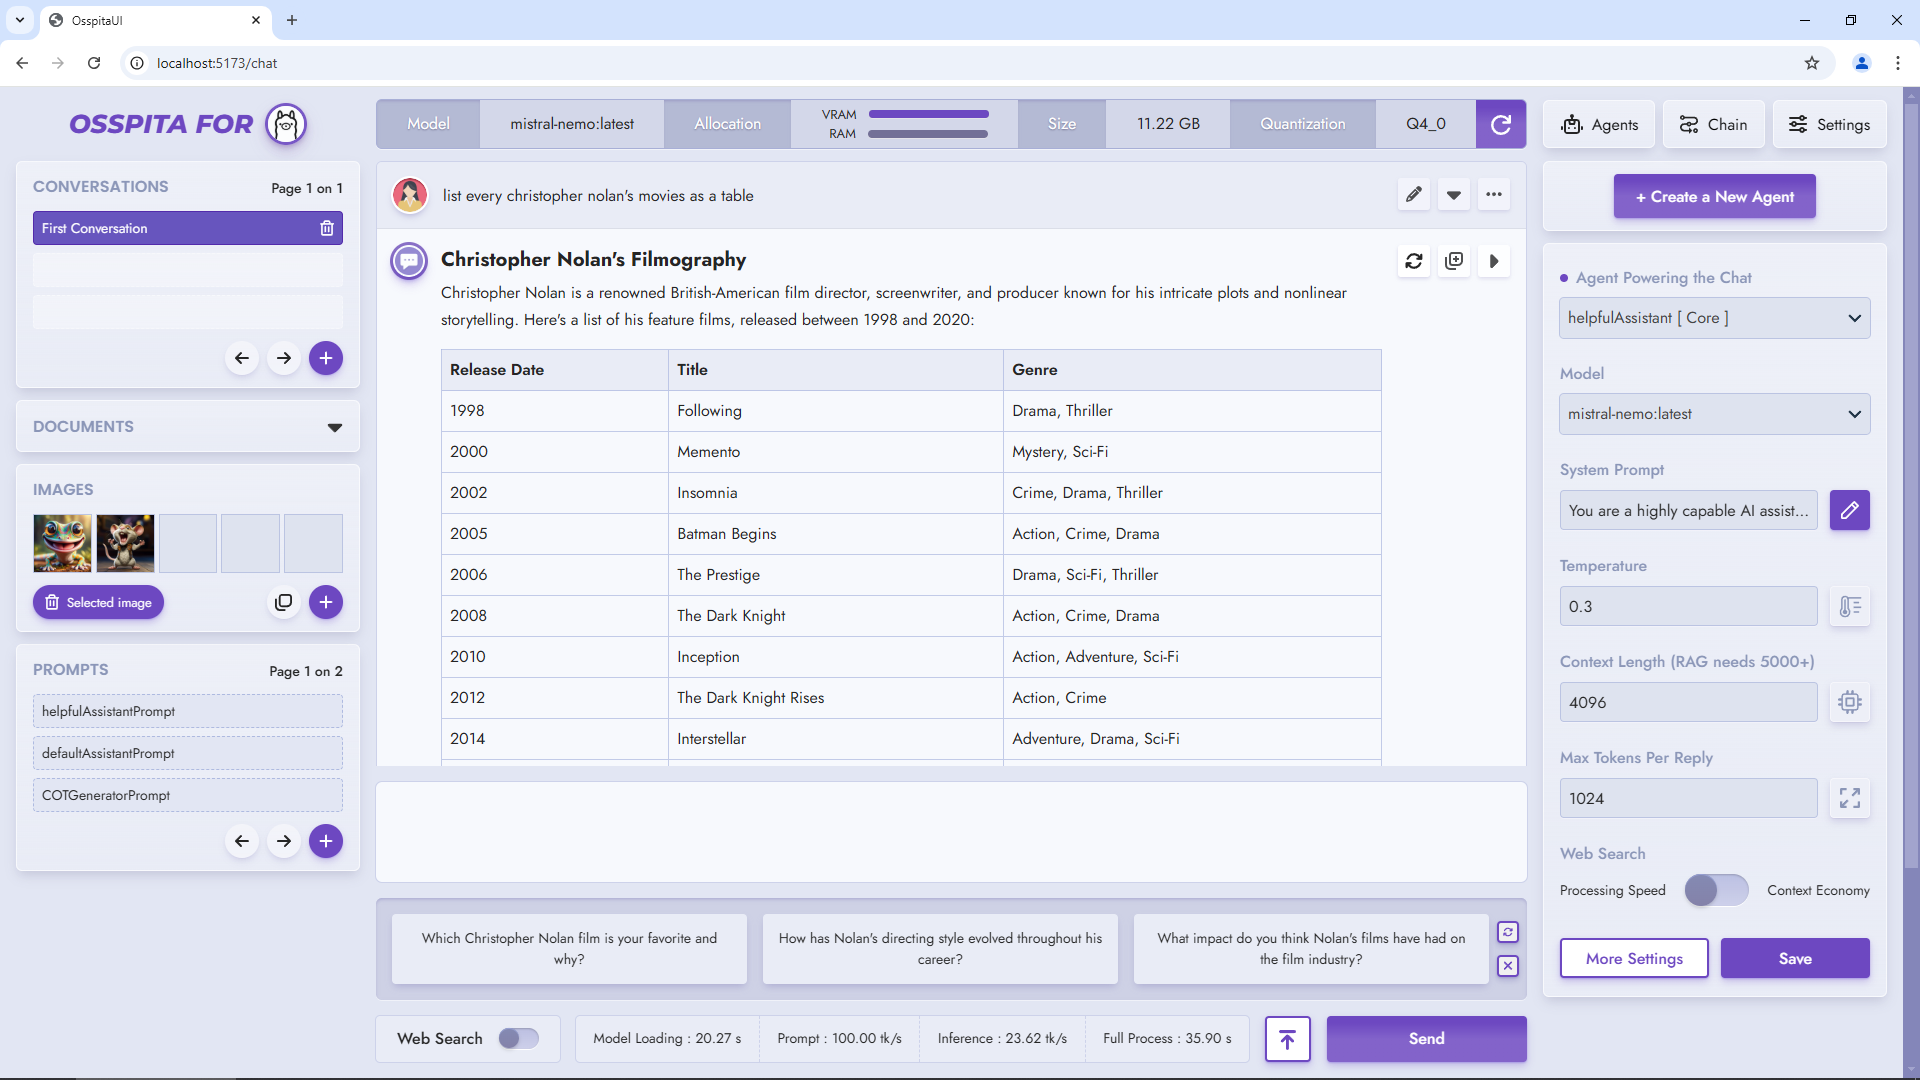 OsspitaUI
localhost:5173/chat
OSSPITA FOR
CONVERSATIONS
Page 1 on 1
First Conversation
DOCUMENTS
IMAGES
Selected image
PROMPTS
Page 1 on 2
helpfulAssistantPrompt
defaultAssistantPrompt
COTGeneratorPrompt
Model
mistral-nemo:latest
Allocation
VRAM
RAM
Size
11.22 GB
Quantization
Q4_0
list every christopher nolan's movies as a table
Christopher Nolan's Filmography
Christopher Nolan is a renowned British-American film director, screenwriter, and producer known for his intricate plots and nonlinear
storytelling. Here's a list of his feature films, released between 1998 and 2020:
Release Date Title Genre
1998 Following Drama, Thriller
2000 Memento Mystery, Sci-Fi
2002 Insomnia Crime, Drama, Thriller
2005 Batman Begins Action, Crime, Drama
2006 The Prestige Drama, Sci-Fi, Thriller
2008 The Dark Knight Action, Crime, Drama
2010 Inception Action, Adventure, Sci-Fi
2012 The Dark Knight Rises Action, Crime
2014 Interstellar Adventure, Drama, Sci-Fi
Which Christopher Nolan film is your favorite and
why?
How has Nolan's directing style evolved throughout his
career?
What impact do you think Nolan's films have had on
the film industry?
Web Search
Model Loading : 20.27 s
Prompt : 100.00 tk/s
Inference : 23.62 tk/s
Full Process : 35.90 s
Send
Agents
Chain
Settings
+ Create a New Agent
Agent Powering the Chat
helpfulAssistant [ Core ]
Model
mistral-nemo:latest
System Prompt
You are a highly capable AI assist...
Temperature
0.3
Context Length (RAG needs 5000+)
4096
Max Tokens Per Reply
1024
Web Search
Processing Speed
Context Economy
More Settings
Save